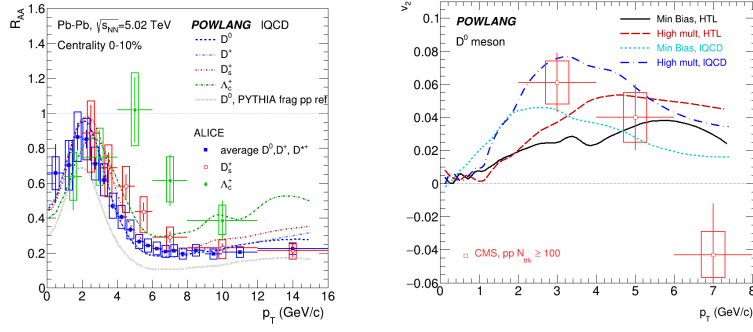 R_AA
1.6
1.4
1.2
1
0.8
0.6
0.4
0.2
0
Pb-Pb, √s_NN=5.02 TeV
Centrality 0-10%
POWLANG lQCD
D⁰
D⁺
D_s⁺
Λ_c⁺
D⁰, PYTHIA frag pp ref
ALICE
average D⁰,D⁺, D*⁺
D_s⁺
Λ_c⁺
0 2 4 6 8 10 12 14 16
p_T (GeV/c)
v₂
0.1
0.08
0.06
0.04
0.02
0
−0.02
−0.04
−0.06
POWLANG
D⁰ meson
Min Bias, HTL
High mult, HTL
Min Bias, lQCD
High mult, lQCD
CMS, pp N_trk ≥ 100
0 1 2 3 4 5 6 7 8
p_T (GeV/c)